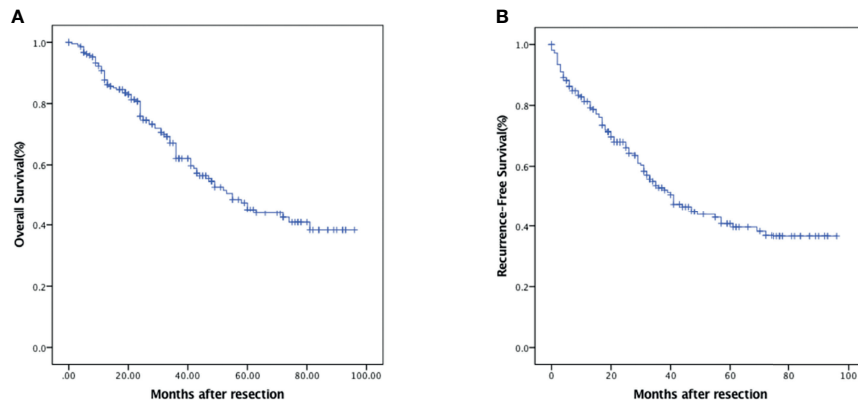 A
Overall Survival(%)
1.0
0.8
0.6
0.4
0.2
0.0
.00 20.00 40.00 60.00 80.00 100.00
Months after resection
B
Recurrence-Free Survival(%)
1.0
0.8
0.6
0.4
0.2
0.0
0 20 40 60 80 100
Months after resection